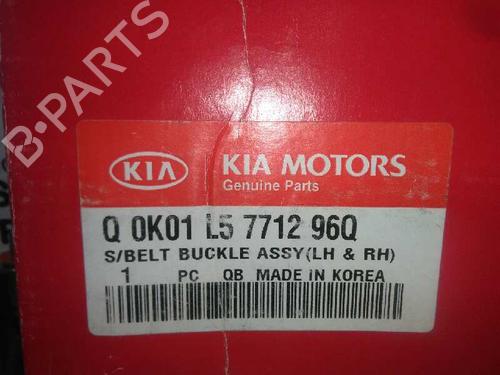 B-PARTS
KIA
KIA MOTORS
Genuine Parts
Q 0K01 L5 7712 96Q
S/BELT BUCKLE ASSY(LH & RH)
1 PC QB MADE IN KOREA